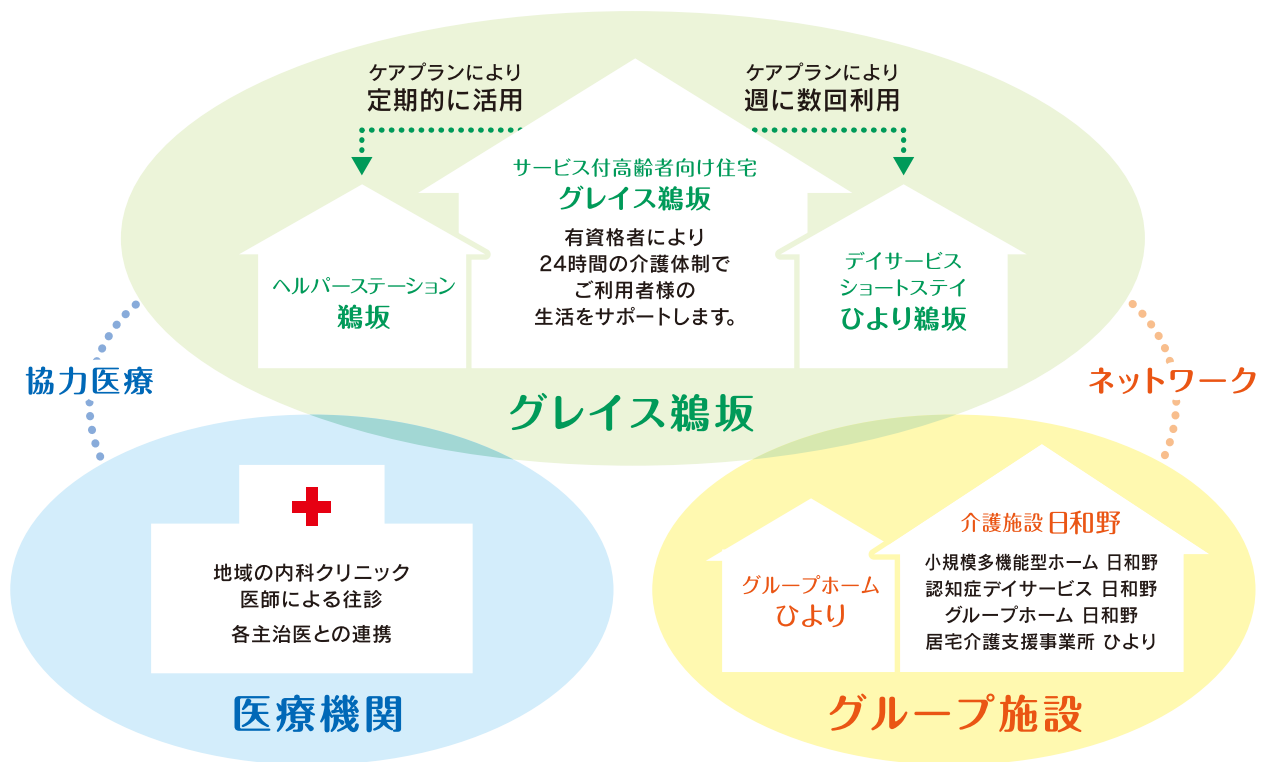 ケアプランにより
定期的に活用
ケアプランにより
週に数回利用
サービス付高齢者向け住宅
グレイス鵜坂
有資格者により
24時間の介護体制で
ご利用者様の
生活をサポートします。
ヘルパーステーション
鵜坂
デイサービス
ショートステイ
ひより鵜坂
グレイス鵜坂
協力医療
ネットワーク
地域の内科クリニック
医師による往診
各主治医との連携
医療機関
グループホーム
ひより
介護施設 日和野
小規模多機能型ホーム 日和野
認知症デイサービス 日和野
グループホーム 日和野
居宅介護支援事業所 ひより
グループ施設